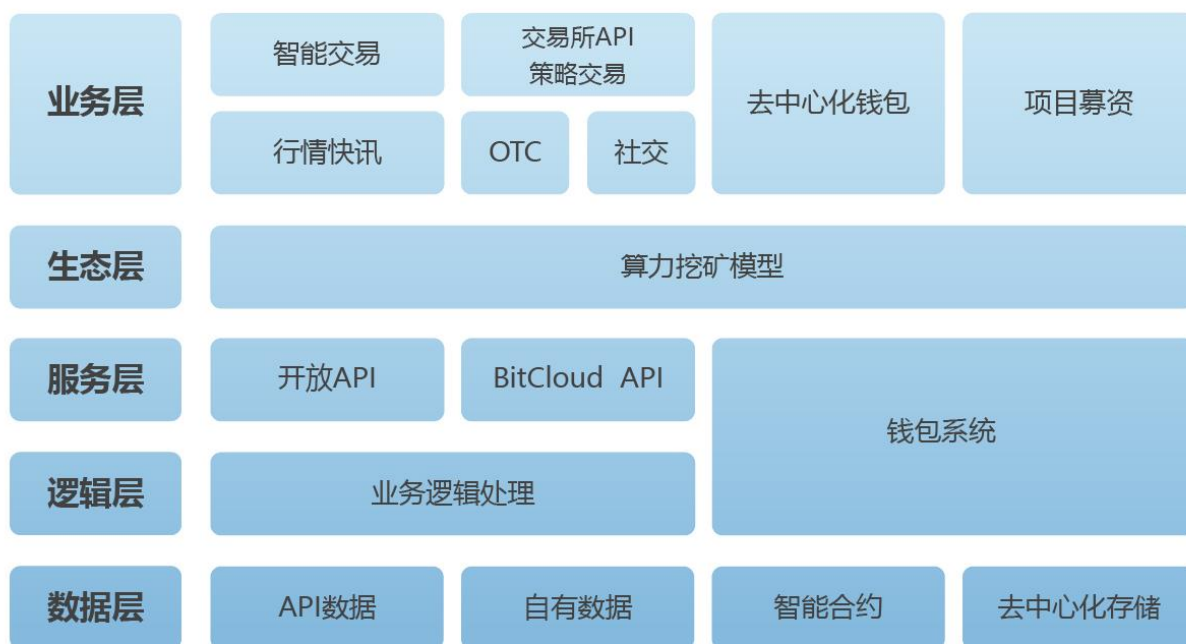 业务层
智能交易
交易所API
策略交易
去中心化钱包
项目募资
行情快讯
OTC
社交
生态层
算力挖矿模型
服务层
开放API
BitCloud API
钱包系统
逻辑层
业务逻辑处理
数据层
API数据
自有数据
智能合约
去中心化存储